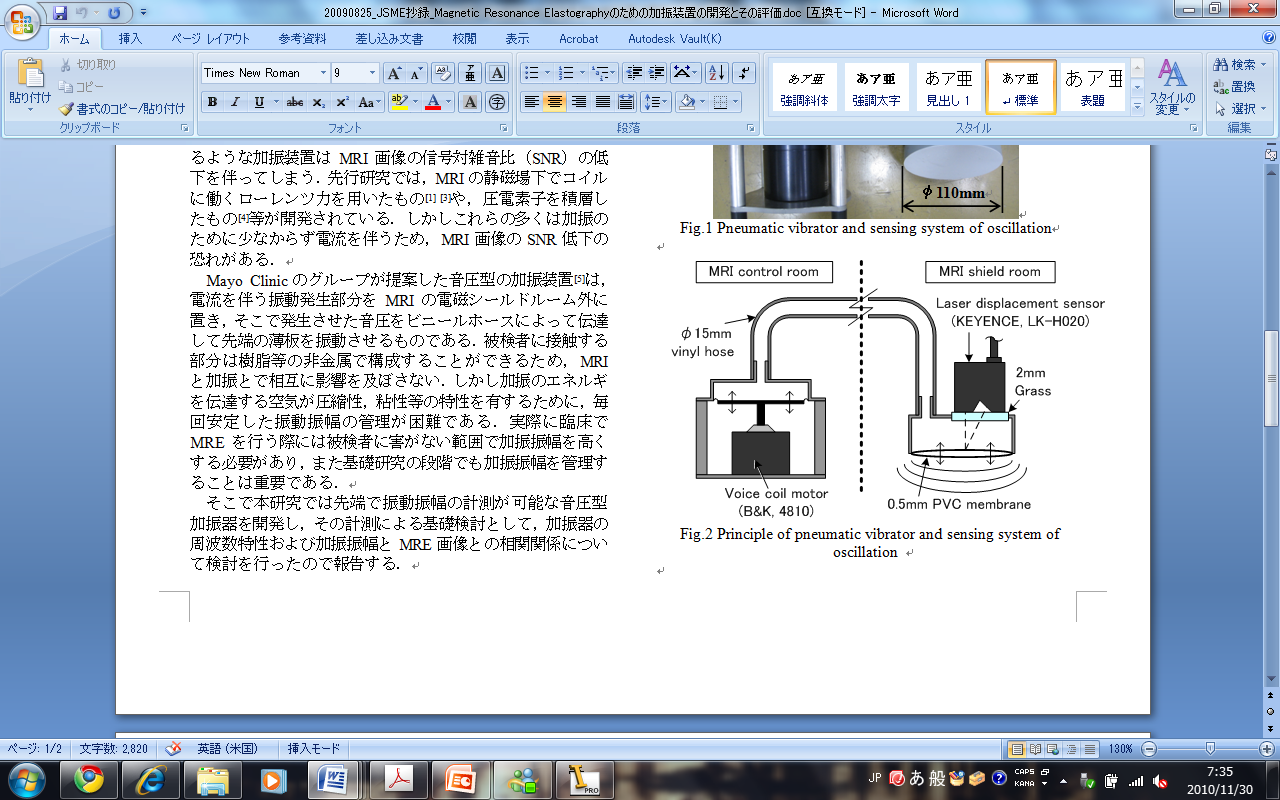 20090825_JSME抄録_Magnetic Resonance Elastographyのための加振装置の開発とその評価.doc [互換モード] - Microsoft Word
ホーム 挿入 ページ レイアウト 参考資料 差し込み文書 校閲 表示 Acrobat Autodesk Vault(K)
貼り付け
切り取り
コピー
書式のコピー/貼り付け
クリップボード
Times New Roman 9
フォント
段落
あア亜 あア亜 あア亜 あア亜 あア亜
強調斜体 強調太字 見出し 1 ↵ 標準 表題
スタイルの
変更
スタイル
検索
置換
選択
編集
るような加振装置は MRI 画像の信号対雑音比（SNR）の低
下を伴ってしまう．先行研究では，MRI の静磁場下でコイル
に働くローレンツ力を用いたもの[1] [3]や，圧電素子を積層し
たもの[4]等が開発されている．しかしこれらの多くは加振の
ために少なからず電流を伴うため，MRI 画像の SNR 低下の
恐れがある．
Mayo Clinic のグループが提案した音圧型の加振装置[5]は，
電流を伴う振動発生部分を MRI の電磁シールドルーム外に
置き，そこで発生させた音圧をビニールホースによって伝達
して先端の薄板を振動させるものである．被検者に接触する
部分は樹脂等の非金属で構成することができるため，MRI
と加振とで相互に影響を及ぼさない．しかし加振のエネルギ
を伝達する空気が圧縮性，粘性等の特性を有するために，毎
回安定した振動振幅の管理が困難である．実際に臨床で
MRE を行う際には被検者に害がない範囲で加振振幅を高く
する必要があり，また基礎研究の段階でも加振振幅を管理す
ることは重要である．
そこで本研究では先端で振動振幅の計測が可能な音圧型
加振器を開発し，その計測による基礎検討として，加振器の
周波数特性および加振振幅と MRE 画像との相関関係につい
て検討を行ったので報告する．
φ110mm
Fig.1 Pneumatic vibrator and sensing system of oscillation
MRI control room
MRI shield room
Laser displacement sensor
(KEYENCE, LK-H020)
φ15mm
vinyl hose
2mm
Grass
Voice coil motor
(B&K, 4810)
0.5mm PVC membrane
Fig.2 Principle of pneumatic vibrator and sensing system of
oscillation
ページ: 1/2 文字数: 2,820 英語 (米国) 挿入モード 130%
JP あ 般 CAPS KANA
PRO
7:35
2010/11/30